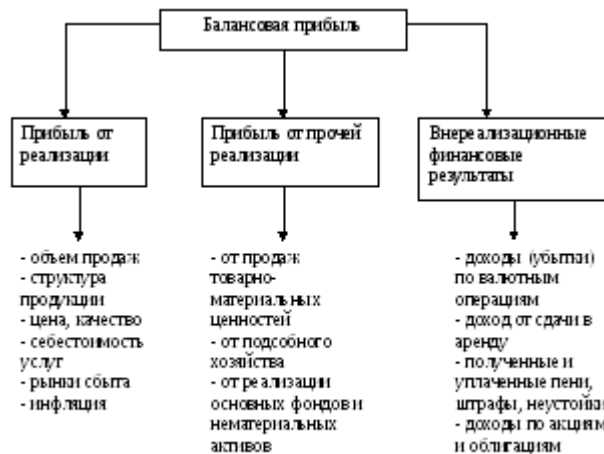 Балансовая прибыль
Прибыль от
реализации
Прибыль от прочей
реализации
Внереализационные
финансовые
результаты
- объем продаж
- структура
продукции
- цена, качество
- себестоимость
услуг
- рынки сбыта
- инфляция
- от продаж
товарно-
материальных
ценностей
- от подсобного
хозяйства
- от реализации
основных фондов и
нематериальных
активов
- доходы (убытки)
по валютным
операциям
- доход от сдачи в
аренду
- полученные и
уплаченные пени,
штрафы, неустойки
- доходы по акциям
и облигациям